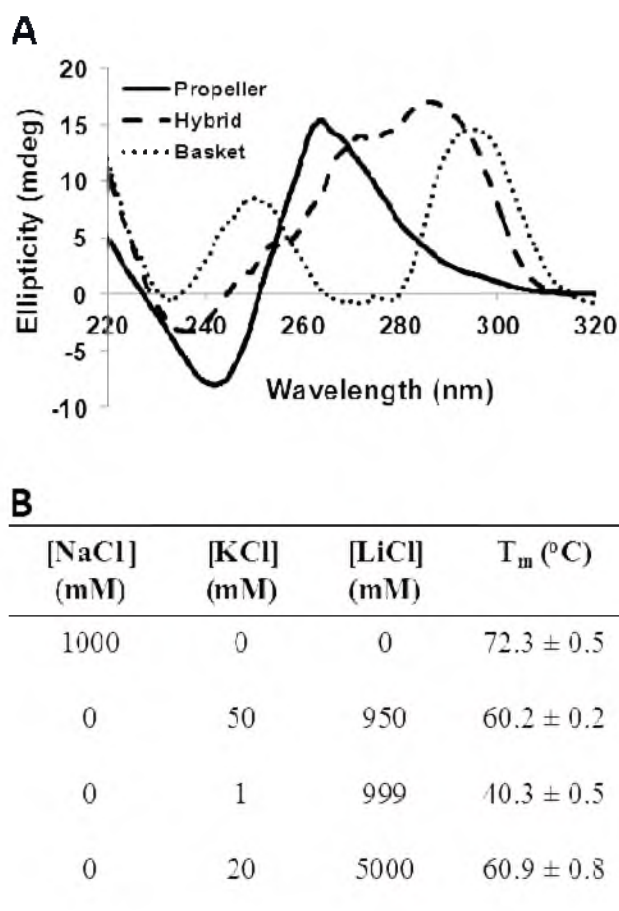 A
20
15
10
5
0
-5
-10
Ellipticity (mdeg)
Propeller
Hybrid
Basket
220 240 260 280 300 320
Wavelength (nm)
B
[NaCl] (mM) [KCl] (mM) [LiCl] (mM) Tm (°C)
1000 0 0 72.3 ± 0.5
0 50 950 60.2 ± 0.2
0 1 999 40.3 ± 0.5
0 20 5000 60.9 ± 0.8